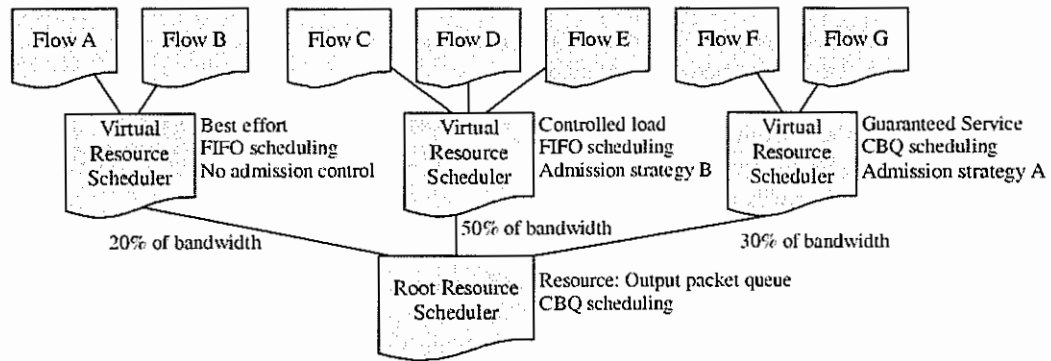 Flow A
Flow B
Flow C
Flow D
Flow E
Flow F
Flow G
Virtual
Resource
Scheduler
Best effort
FIFO scheduling
No admission control
Virtual
Resource
Scheduler
Controlled load
FIFO scheduling
Admission strategy B
Virtual
Resource
Scheduler
Guaranteed Service
CBQ scheduling
Admission strategy A
20% of bandwidth
50% of bandwidth
30% of bandwidth
Root Resource
Scheduler
Resource: Output packet queue
CBQ scheduling